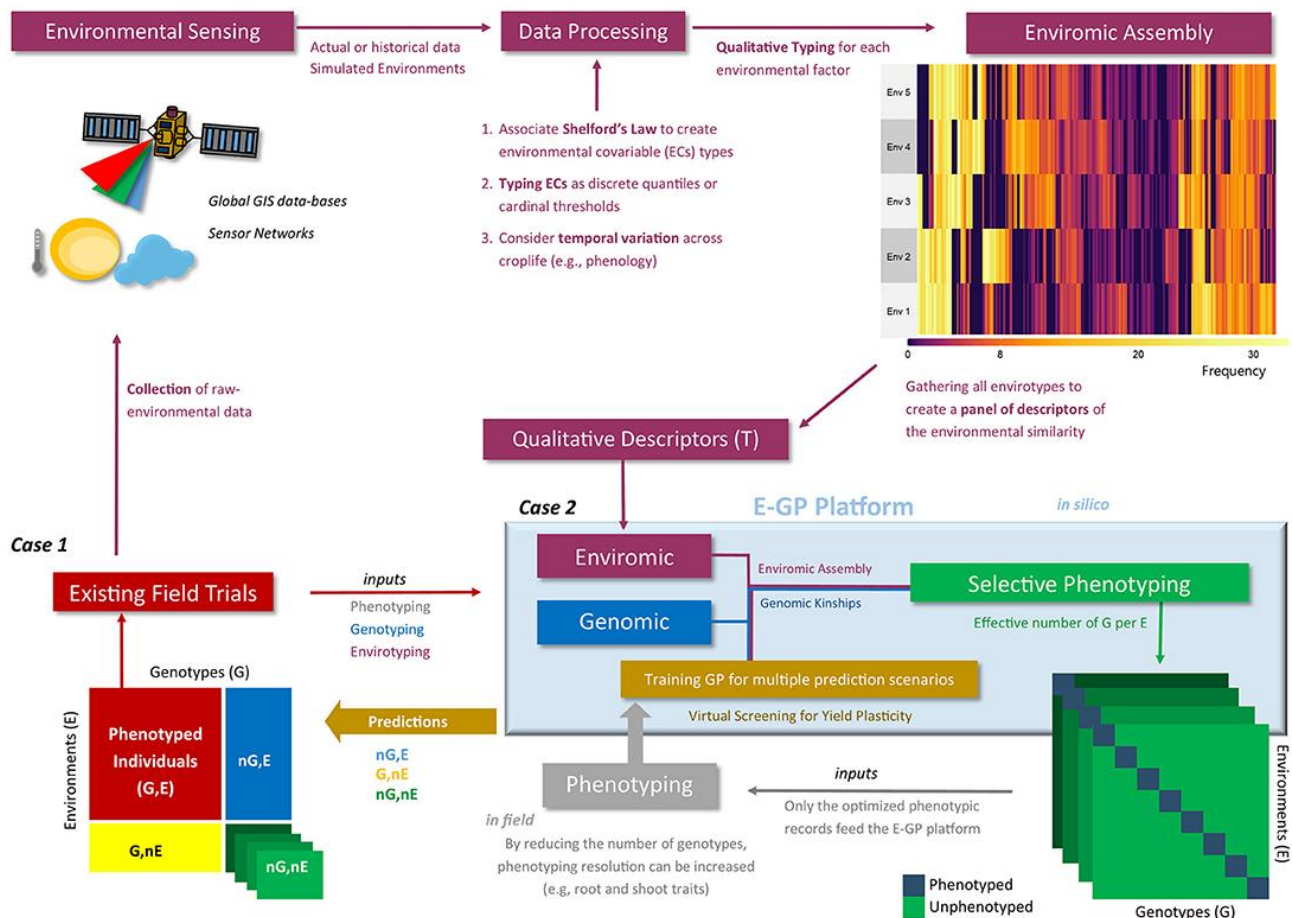 Environmental Sensing
Actual or historical data
Simulated Environments
Data Processing
Qualitative Typing for each
environmental factor
Enviromic Assembly
Global GIS data-bases
Sensor Networks
1. Associate Shelford's Law to create
environmental covariable (ECs) types
2. Typing ECs as discrete quantiles or
cardinal thresholds
3. Consider temporal variation across
croplife (e.g., phenology)
Env 5
Env 4
Env 3
Env 2
Env 1
0 8 20 30
Frequency
Collection of raw-
environmental data
Gathering all envirotypes to
create a panel of descriptors of
the environmental similarity
Qualitative Descriptors (T)
Case 1
Existing Field Trials
inputs
Phenotyping
Genotyping
Envirotyping
Case 2
E-GP Platform
in silico
Enviromic
Genomic
Enviromic Assembly
Genomic Kinships
Selective Phenotyping
Effective number of G per E
Training GP for multiple prediction scenarios
Virtual Screening for Yield Plasticity
Genotypes (G)
Environments (E)
Phenotyped
Individuals
(G,E)
nG,E
G,nE
nG,nE
Predictions
nG,E
G,nE
nG,nE
Phenotyping
in field
By reducing the number of genotypes,
phenotyping resolution can be increased
(e.g, root and shoot traits)
inputs
Only the optimized phenotypic
records feed the E-GP platform
Environments (E)
Phenotyped
Unphenotyped
Genotypes (G)